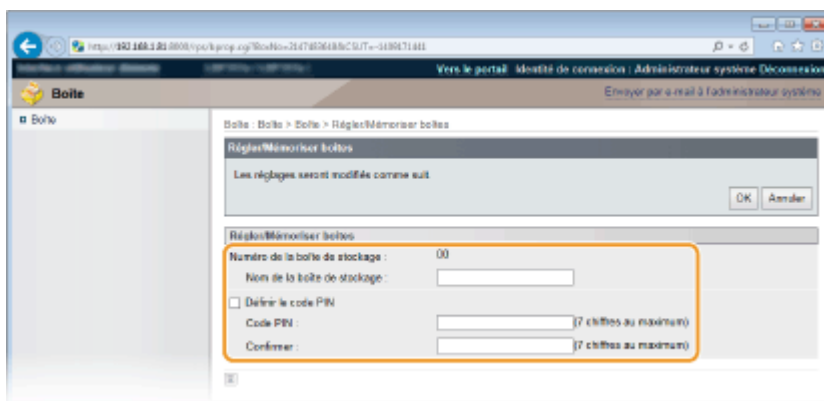 Vers le portail Identité de connexion : Administrateur système Déconnexion
Boîte
Envoyer par e-mail à l'administrateur système
Boîte
Boîte : Boîte > Boîte > Régler/Mémoriser boîtes
Régler/Mémoriser boîtes
Les réglages seront modifiés comme suit
OK Annuler
Régler/Mémoriser boîtes
Numéro de la boîte de stockage : 00
Nom de la boîte de stockage :
Définir le code PIN
Code PIN : (7 chiffres au maximum)
Confirmer : (7 chiffres au maximum)